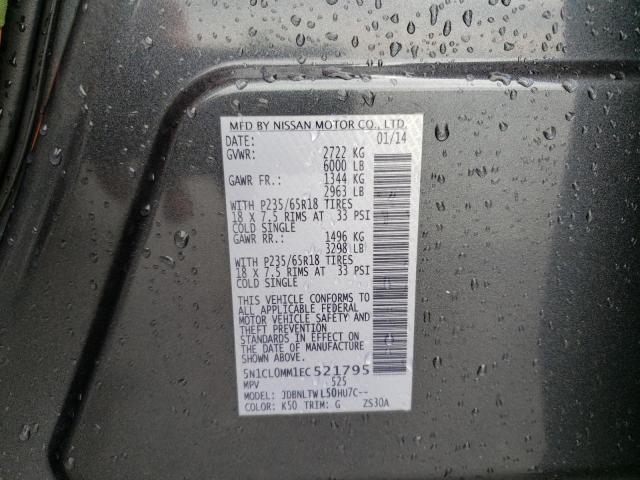 MFD BY NISSAN MOTOR CO., LTD.
DATE: 01/14
GVWR: 2722 KG
6000 LB
GAWR FR.: 1344 KG
2963 LB
WITH P235/65R18 TIRES
18 X 7.5 RIMS AT 33 PSI
COLD SINGLE
GAWR RR.: 1496 KG
3298 LB
WITH P235/65R18 TIRES
18 X 7.5 RIMS AT 33 PSI
COLD SINGLE
THIS VEHICLE CONFORMS TO
ALL APPLICABLE FEDERAL
MOTOR VEHICLE SAFETY AND
THEFT PREVENTION
STANDARDS IN EFFECT ON
THE DATE OF MANUFACTURE
SHOWN ABOVE.
5N1CL0MM1EC521795
MPV 525
MODEL: JDBNLTWL50HU7C--
COLOR: K50 TRIM: G ZS30A